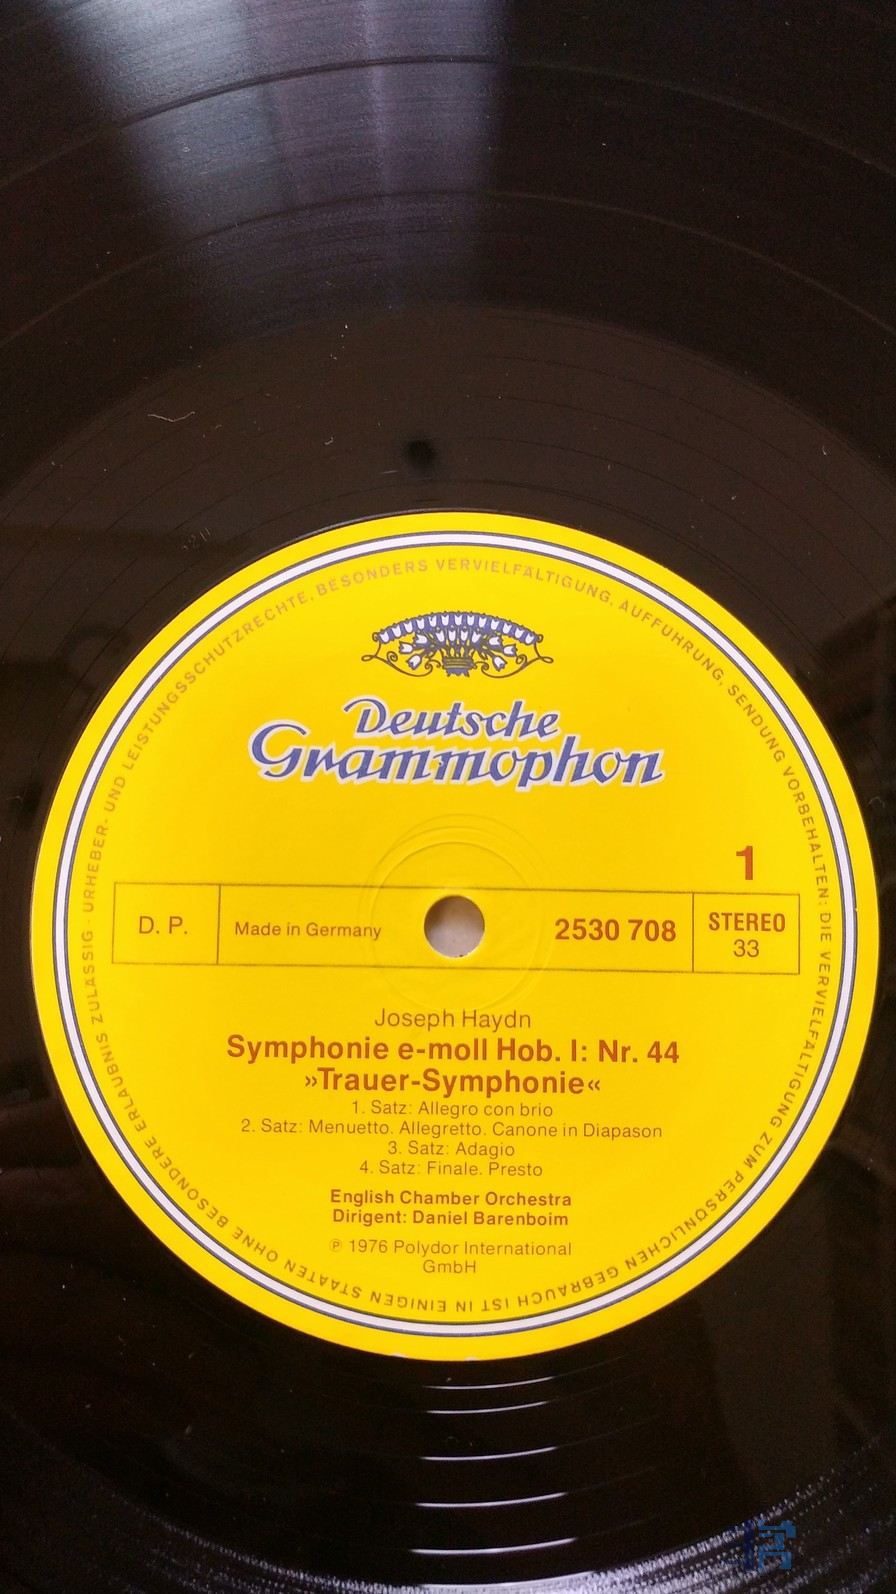 URHEBER- UND LEISTUNGSSCHUTZRECHTE, BESONDERS VERVIELFÄLTIGUNG, AUFFÜHRUNG, SENDUNG VORBEHALTEN: DIE VERVIELFÄLTIGUNG ZUM PERSÖNLICHEN GEBRAUCH IST IN EINIGEN STAATEN OHNE BESONDERE ERLAUBNIS ZULÄSSIG ·
Deutsche
Grammophon
1
D. P.
Made in Germany
2530 708
STEREO
33
Joseph Haydn
Symphonie e-moll Hob. I: Nr. 44
»Trauer-Symphonie«
1. Satz: Allegro con brio
2. Satz: Menuetto. Allegretto. Canone in Diapason
3. Satz: Adagio
4. Satz: Finale. Presto
English Chamber Orchestra
Dirigent: Daniel Barenboim
℗ 1976 Polydor International
GmbH